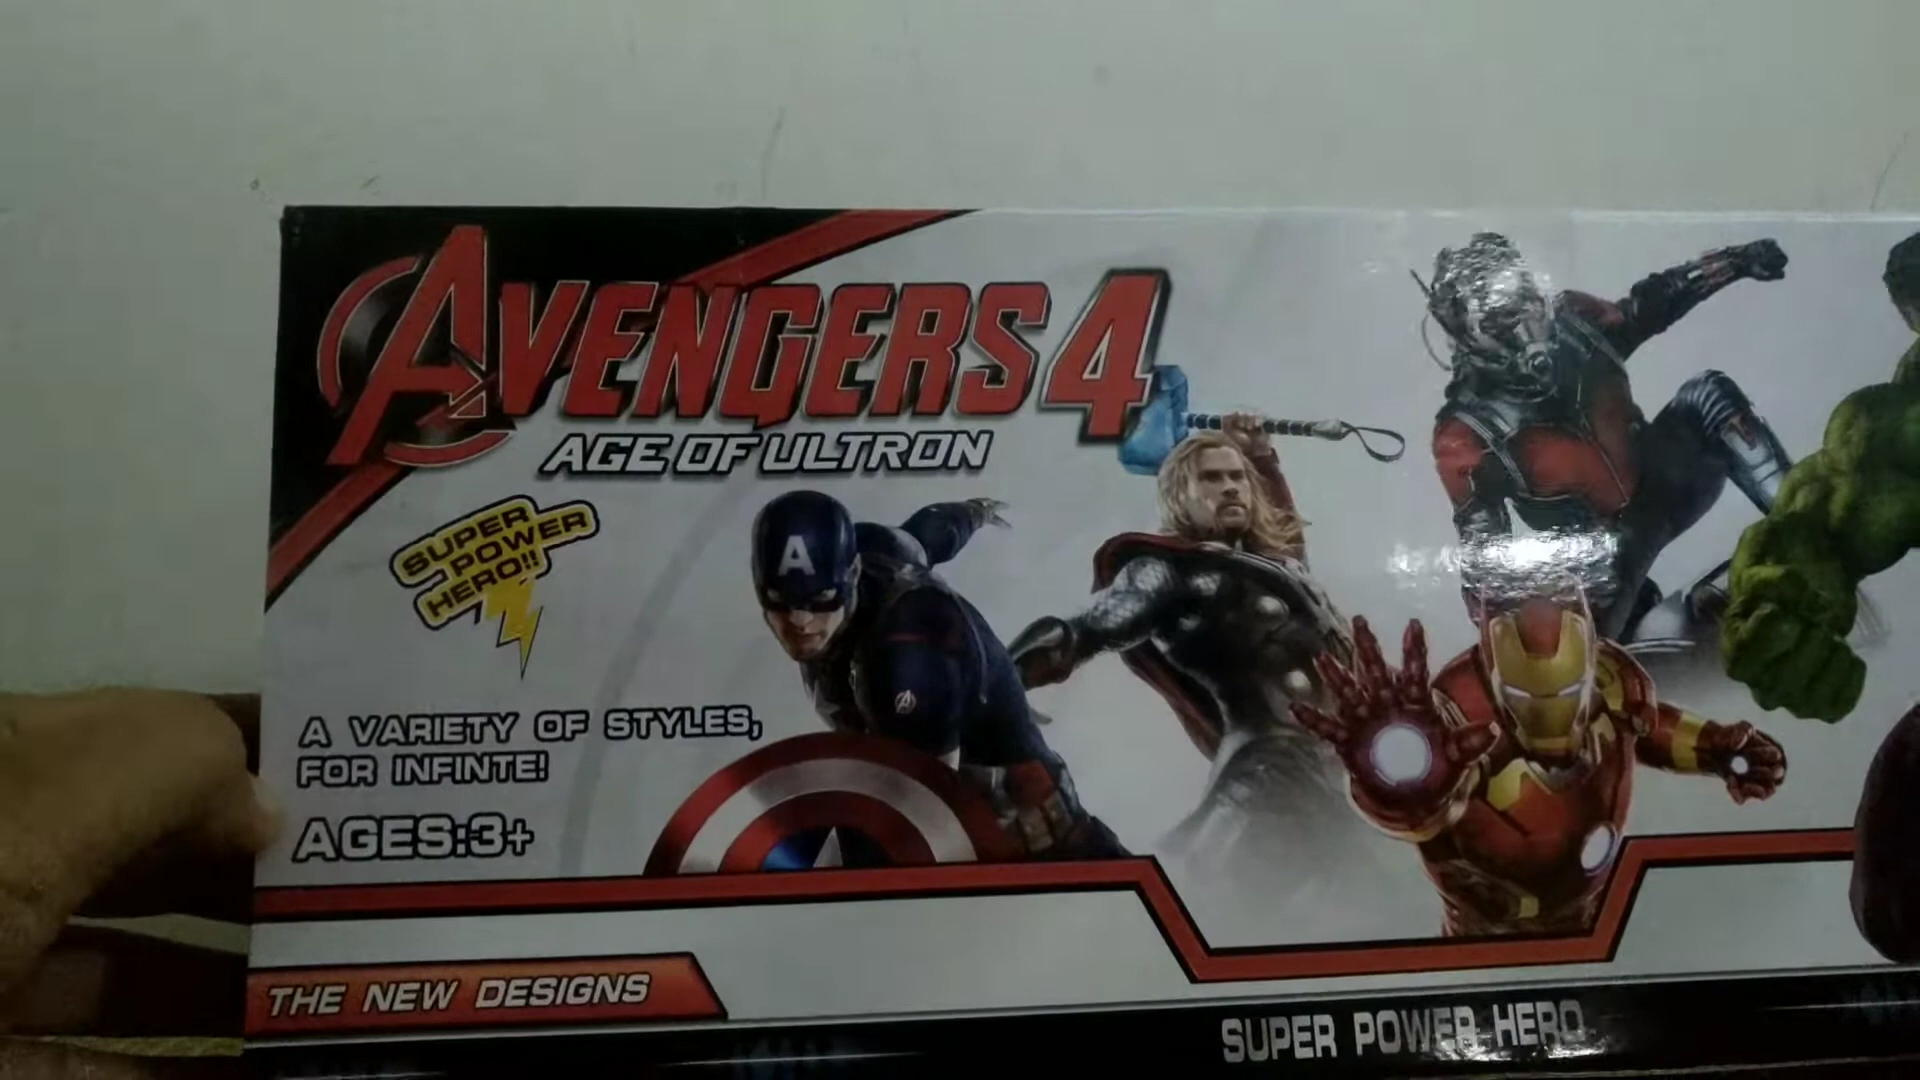 AVENGERS 4
AGE OF ULTRON
SUPER
POWER
HERO!!
A
A VARIETY OF STYLES,
FOR INFINTE!
AGES:3+
THE NEW DESIGNS
SUPER POWER HERO